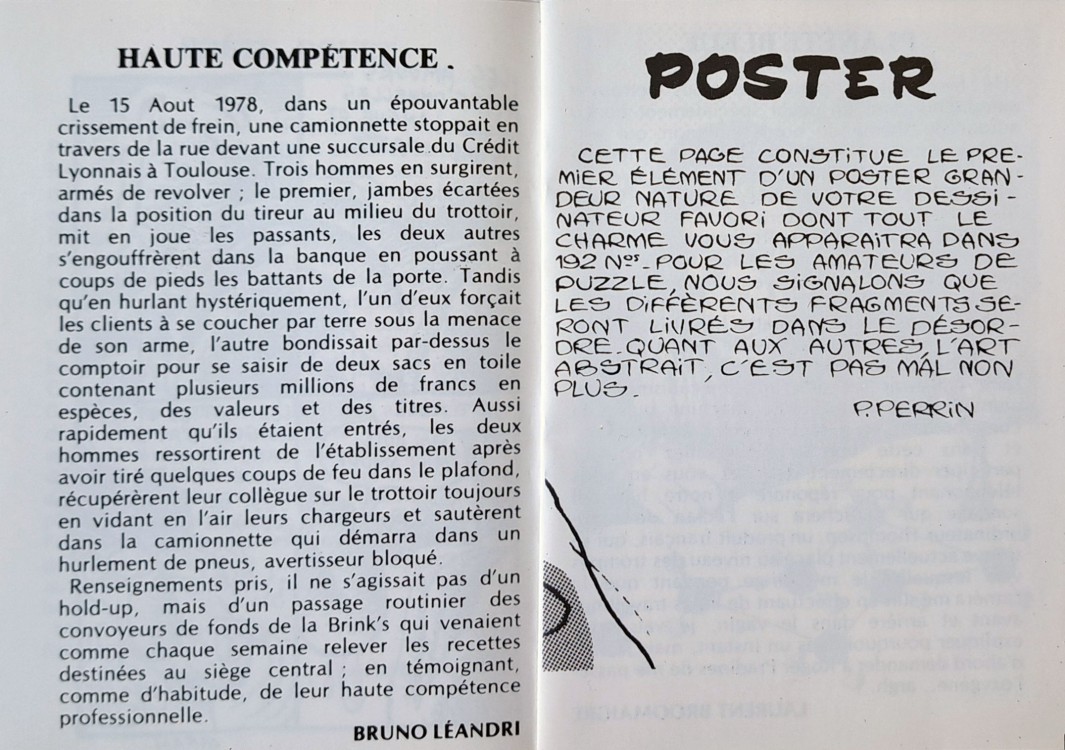 HAUTE COMPÉTENCE .
Le 15 Aout 1978, dans un épouvantable
crissement de frein, une camionnette stoppait en
travers de la rue devant une succursale du Crédit
Lyonnais à Toulouse. Trois hommes en surgirent,
armés de revolver ; le premier, jambes écartées
dans la position du tireur au milieu du trottoir,
mit en joue les passants, les deux autres
s'engouffrèrent dans la banque en poussant à
coups de pieds les battants de la porte. Tandis
qu'en hurlant hystériquement, l'un d'eux forçait
les clients à se coucher par terre sous la menace
de son arme, l'autre bondissait par-dessus le
comptoir pour se saisir de deux sacs en toile
contenant plusieurs millions de francs en
espèces, des valeurs et des titres. Aussi
rapidement qu'ils étaient entrés, les deux
hommes ressortirent de l'établissement après
avoir tiré quelques coups de feu dans le plafond,
récupérèrent leur collègue sur le trottoir toujours
en vidant en l'air leurs chargeurs et sautèrent
dans la camionnette qui démarra dans un
hurlement de pneus, avertisseur bloqué.
Renseignements pris, il ne s'agissait pas d'un
hold-up, mais d'un passage routinier des
convoyeurs de fonds de la Brink's qui venaient
comme chaque semaine relever les recettes
destinées au siège central ; en témoignant,
comme d'habitude, de leur haute compétence
professionnelle.
BRUNO LÉANDRI
POSTER
CETTE PAGE CONSTITUE LE PRE-
MIER ÉLÉMENT D'UN POSTER GRAN-
DEUR NATURE DE VOTRE DESSI-
NATEUR FAVORI DONT TOUT LE
CHARME VOUS APPARAITRA DANS
192 Nos. POUR LES AMATEURS DE
PUZZLE, NOUS SIGNALONS QUE
LES DIFFÈRENTS FRAGMENTS SE-
RONT LIVRÉS DANS LE DÉSOR-
DRE. QUANT AUX AUTRES, L'ART
ABSTRAIT, C'EST PAS MAL NON
PLUS.
P. PERRIN